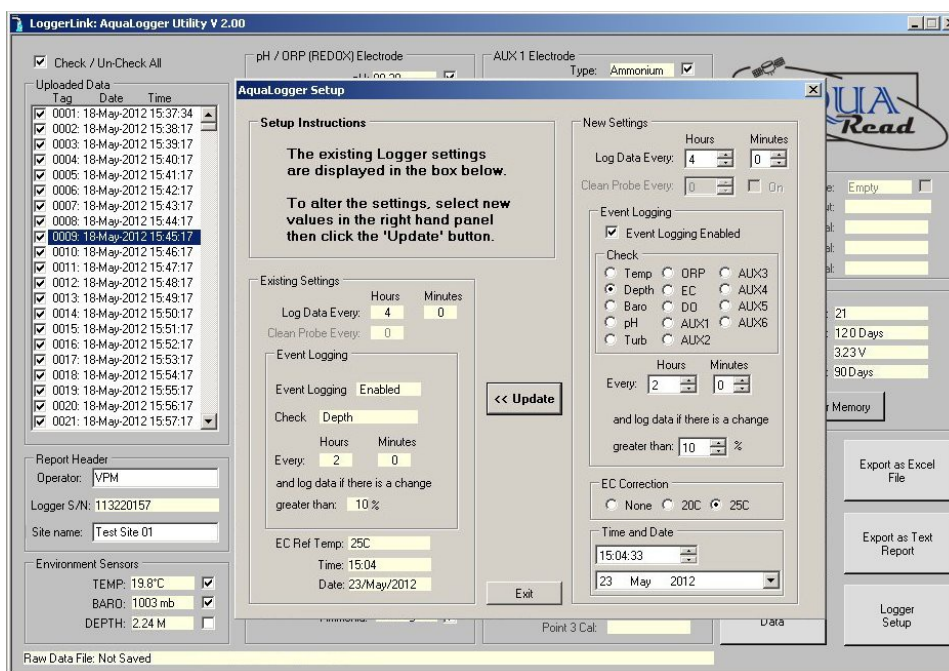 LoggerLink: AquaLogger Utility V 2.00
Check / Un-Check All
Uploaded Data
Tag Date Time
0001: 18-May-2012 15:37:34
0002: 18-May-2012 15:38:17
0003: 18-May-2012 15:39:17
0004: 18-May-2012 15:40:17
0005: 18-May-2012 15:41:17
0006: 18-May-2012 15:42:17
0007: 18-May-2012 15:43:17
0008: 18-May-2012 15:44:17
0009: 18-May-2012 15:45:17
0010: 18-May-2012 15:46:17
0011: 18-May-2012 15:47:17
0012: 18-May-2012 15:48:17
0013: 18-May-2012 15:49:17
0014: 18-May-2012 15:50:17
0015: 18-May-2012 15:51:17
0016: 18-May-2012 15:52:17
0017: 18-May-2012 15:53:17
0018: 18-May-2012 15:54:17
0019: 18-May-2012 15:55:17
0020: 18-May-2012 15:56:17
0021: 18-May-2012 15:57:17
Report Header
Operator: VPM
Logger S/N: 113220157
Site name: Test Site 01
Environment Sensors
TEMP: 19.8°C
BARO: 1003 mb
DEPTH: 2.24 M
Raw Data File: Not Saved
pH / ORP (REDOX) Electrode
AUX 1 Electrode
Type: Ammonium
AquaLogger Setup
Setup Instructions
The existing Logger settings
are displayed in the box below.
To alter the settings, select new
values in the right hand panel
then click the 'Update' button.
Existing Settings
Hours Minutes
Log Data Every: 4 0
Clean Probe Every: 0
Event Logging
Event Logging Enabled
Check Depth
Hours Minutes
Every: 2 0
and log data if there is a change
greater than: 10 %
EC Ref Temp: 25C
Time: 15:04
Date: 23/May/2012
<< Update
Exit
New Settings
Hours Minutes
Log Data Every: 4 0
Clean Probe Every: 0 On
Event Logging
Event Logging Enabled
Check
Temp ORP AUX3
Depth EC AUX4
Baro DO AUX5
pH AUX1 AUX6
Turb AUX2
Hours Minutes
Every: 2 0
and log data if there is a change
greater than: 10 %
EC Correction
None 20C 25C
Time and Date
15:04:33
23 May 2012
Point 3 Cal:
QUA
Read
Empty
21
120 Days
3.23 V
90 Days
Memory
Data
Export as Excel
File
Export as Text
Report
Logger
Setup